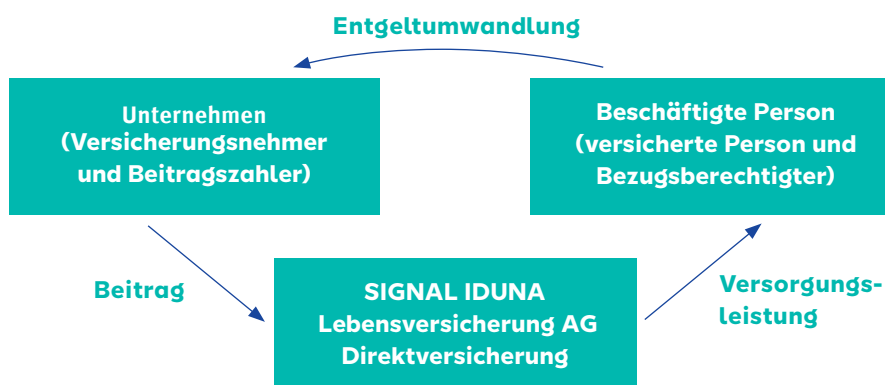 Entgeltumwandlung
Unternehmen
(Versicherungsnehmer
und Beitragszahler)
Beschäftigte Person
(versicherte Person und
Bezugsberechtigter)
Beitrag
SIGNAL IDUNA
Lebensversicherung AG
Direktversicherung
Versorgungs-
leistung